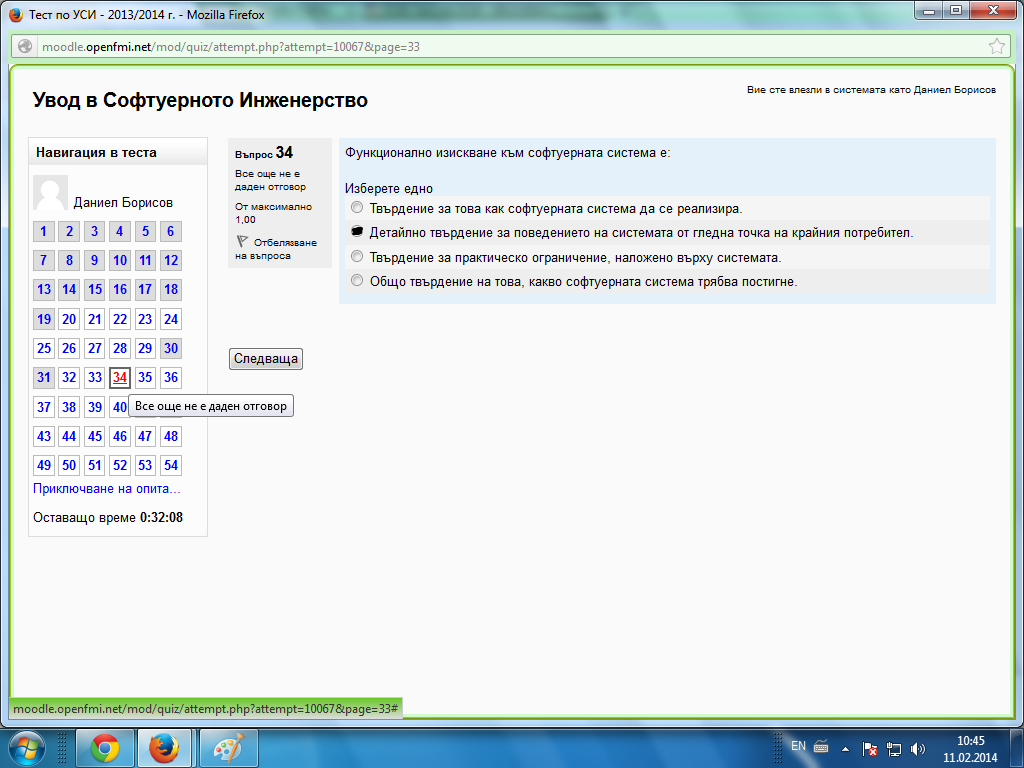 Тест по УСИ - 2013/2014 г. - Mozilla Firefox
moodle.openfmi.net/mod/quiz/attempt.php?attempt=10067&page=33
Вие сте влезли в системата като Даниел Борисов
Увод в Софтуерното Инженерство
Навигация в теста
Даниел Борисов
1 2 3 4 5 6
7 8 9 10 11 12
13 14 15 16 17 18
19 20 21 22 23 24
25 26 27 28 29 30
31 32 33 34 35 36
37 38 39 40
Все още не е даден отговор
43 44 45 46 47 48
49 50 51 52 53 54
Приключване на опита...
Оставащо време 0:32:08
Въпрос 34
Все още не е
даден отговор
От максимално
1,00
Отбелязване
на въпроса
Функционално изискване към софтуерната система е:
Изберете едно
Твърдение за това как софтуерната система да се реализира.
Детайлно твърдение за поведението на системата от гледна точка на крайния потребител.
Твърдение за практическо ограничение, наложено върху системата.
Общо твърдение на това, какво софтуерната система трябва постигне.
Следваща
moodle.openfmi.net/mod/quiz/attempt.php?attempt=10067&page=33#
EN
10:45
11.02.2014